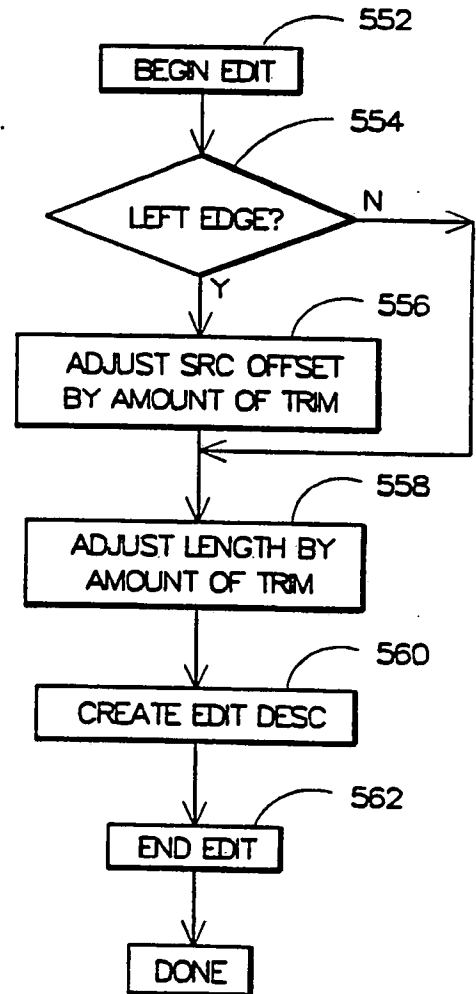 552
BEGIN EDIT
554
LEFT EDGE?
N
Y
556
ADJUST SRC OFFSET
BY AMOUNT OF TRIM
558
ADJUST LENGTH BY
AMOUNT OF TRIM
560
CREATE EDIT DESC
562
END EDIT
DONE